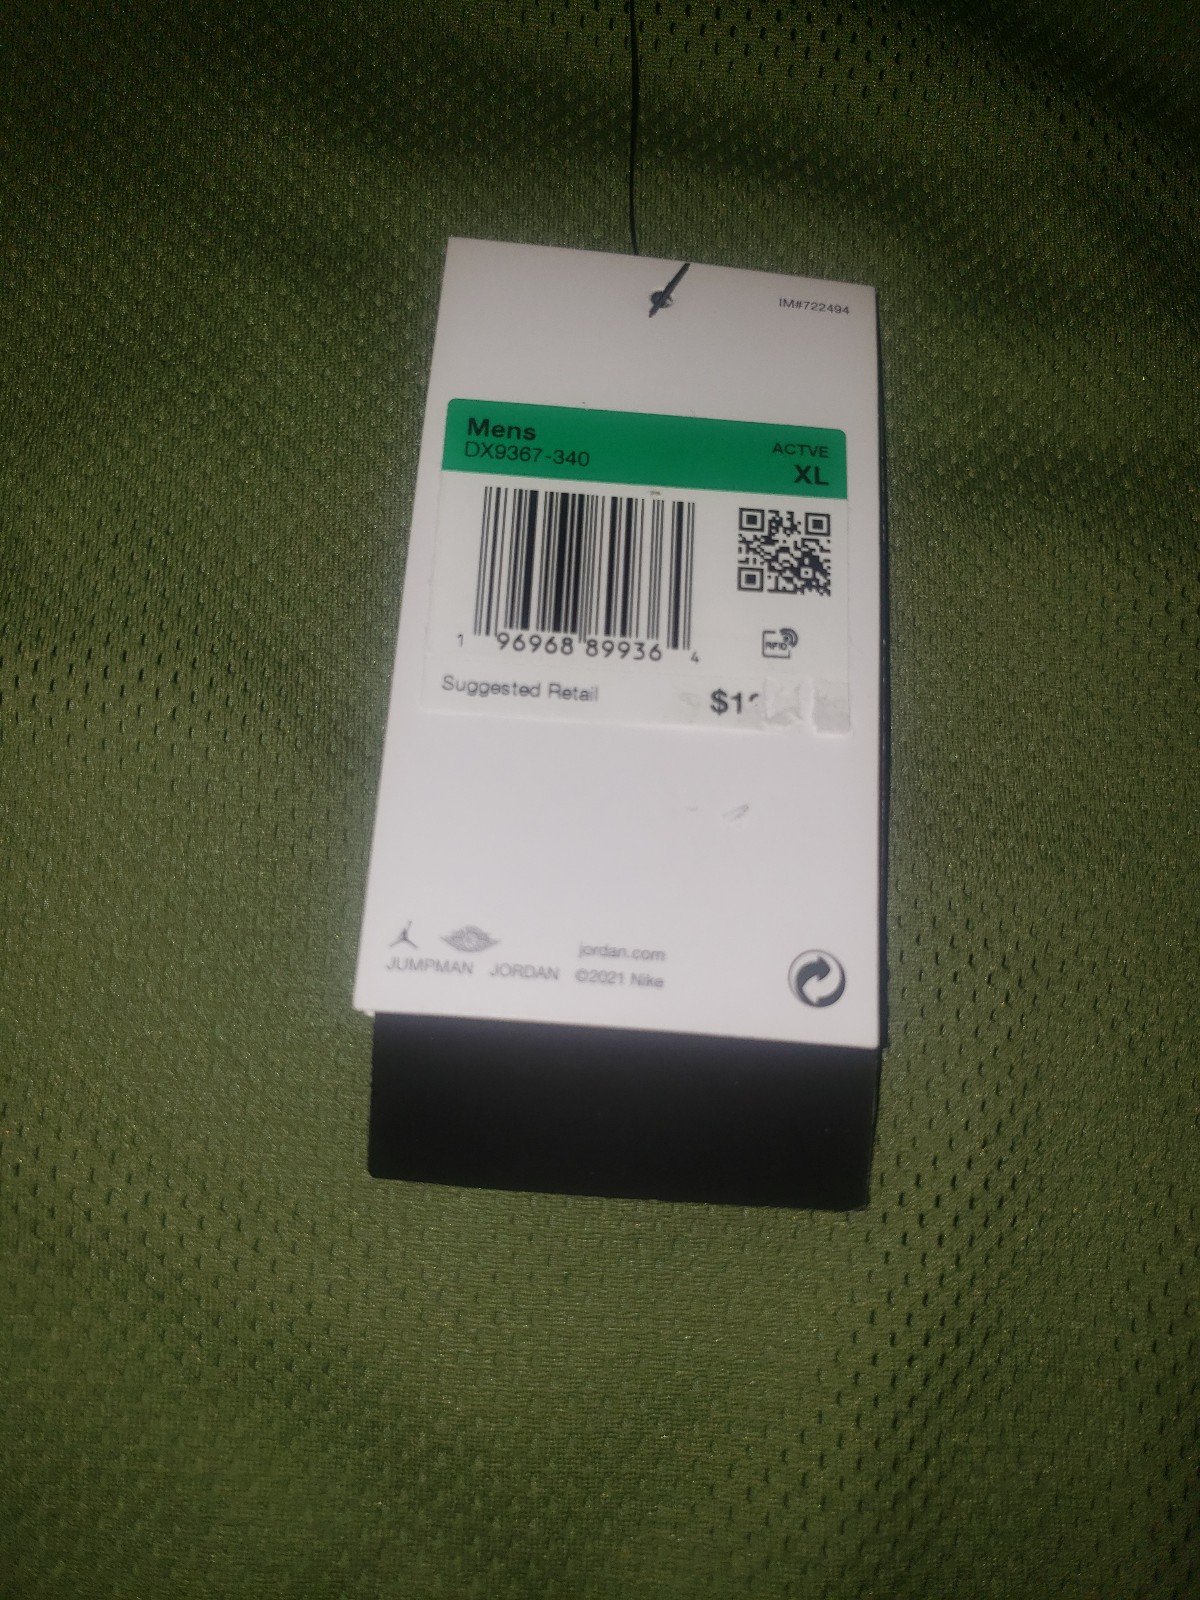 IM#722494
Mens
DX9367-340
ACTVE
XL
1 96968 89936 4
RFID
Suggested Retail
jordan.com
JUMPMAN JORDAN ©2021 Nike